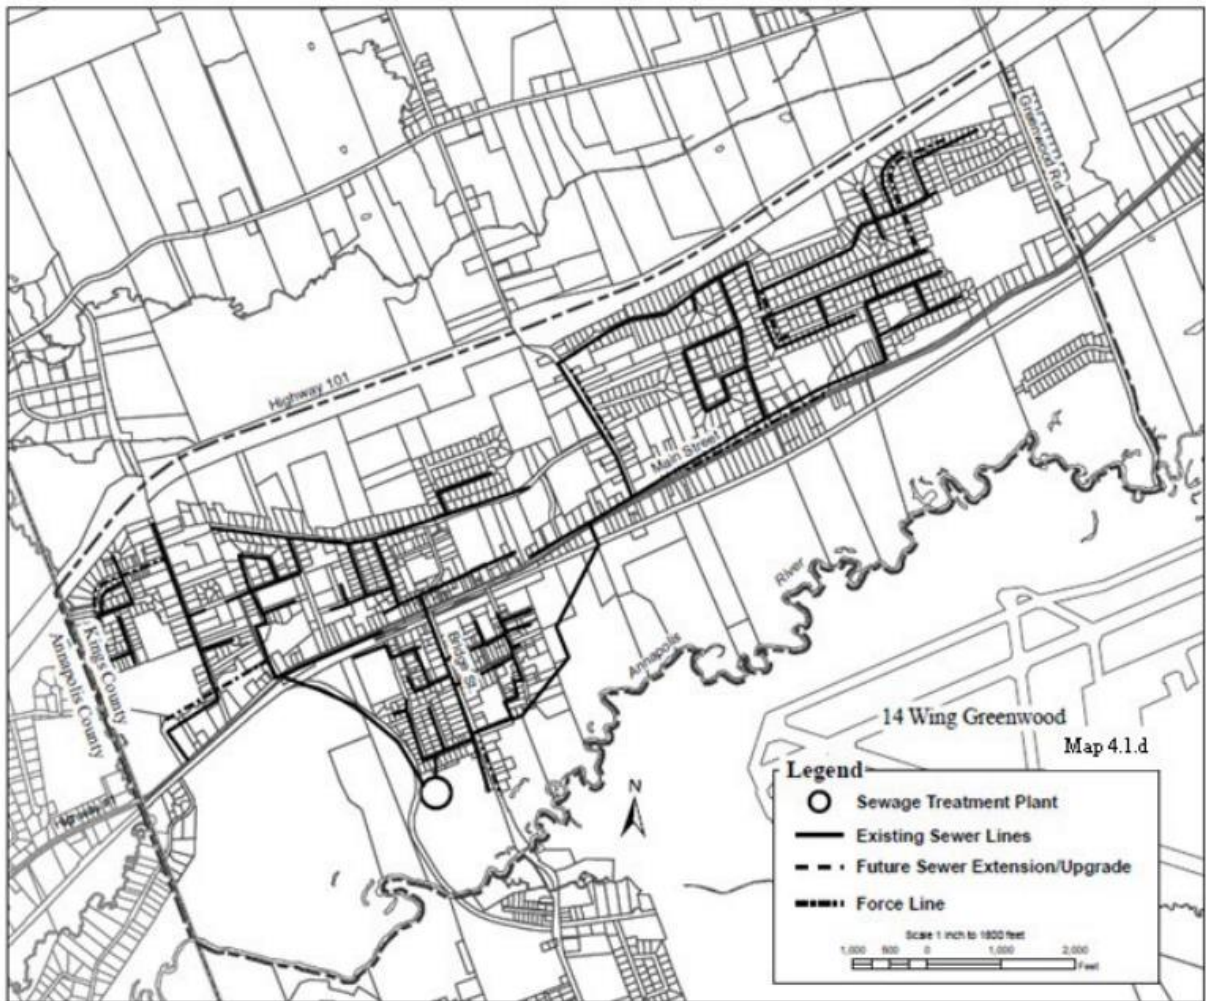 Greenwood Rd
Highway 101
Main Street
River
Annapolis
Bridge St
Kings County
Annapolis County
14 Wing Greenwood
Map 4.1.d
Legend
Sewage Treatment Plant
Existing Sewer Lines
Future Sewer Extension/Upgrade
Force Line
Scale 1 inch to 1800 feet
1,000 500 0 1,000 2,000
Feet
N